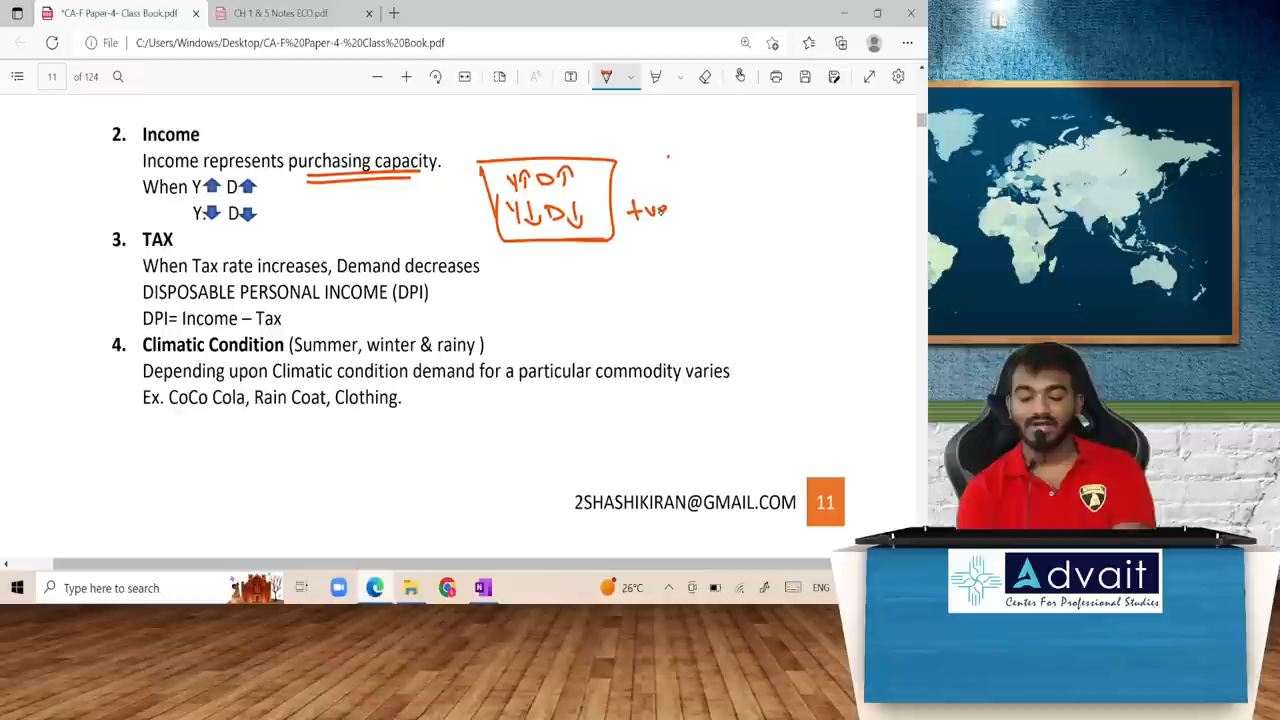 *CA-F Paper-4- Class Book.pdf
CH 1 & 5 Notes ECO.pdf
File
C:/Users/Windows/Desktop/CA-F%20Paper-4-%20Class%20Book.pdf
11 of 124
2. Income
Income represents purchasing capacity.
When Y D
Y D
Y↑ D↑
Y↓ D↓
+ve
3. TAX
When Tax rate increases, Demand decreases
DISPOSABLE PERSONAL INCOME (DPI)
DPI= Income – Tax
4. Climatic Condition (Summer, winter & rainy )
Depending upon Climatic condition demand for a particular commodity varies
Ex. CoCo Cola, Rain Coat, Clothing.
2SHASHIKIRAN@GMAIL.COM 11
Type here to search
26°C
ENG
Advait
Center For Professional Studies